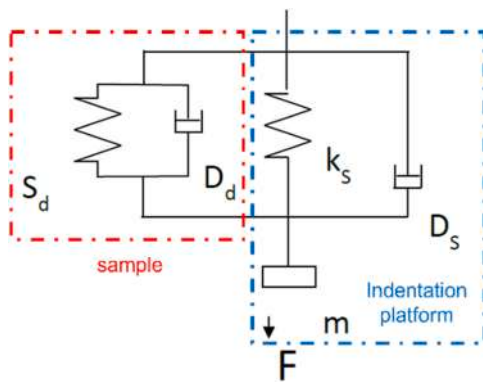 S_d
D_d
k_s
D_s
sample
Indentation
platform
m
F